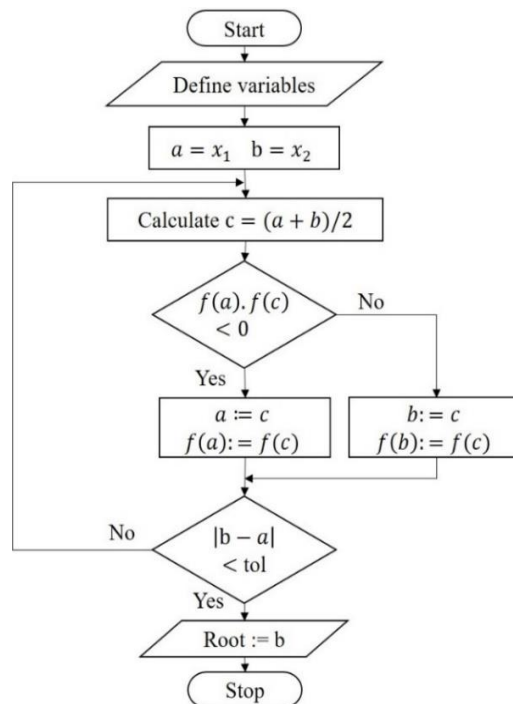 Start
Define variables
a = x₁ b = x₂
Calculate c = (a + b)/2
f(a). f(c)
< 0
No
Yes
a ≔ c
f(a): = f(c)
b: = c
f(b): = f(c)
No
|b − a|
< tol
Yes
Root := b
Stop